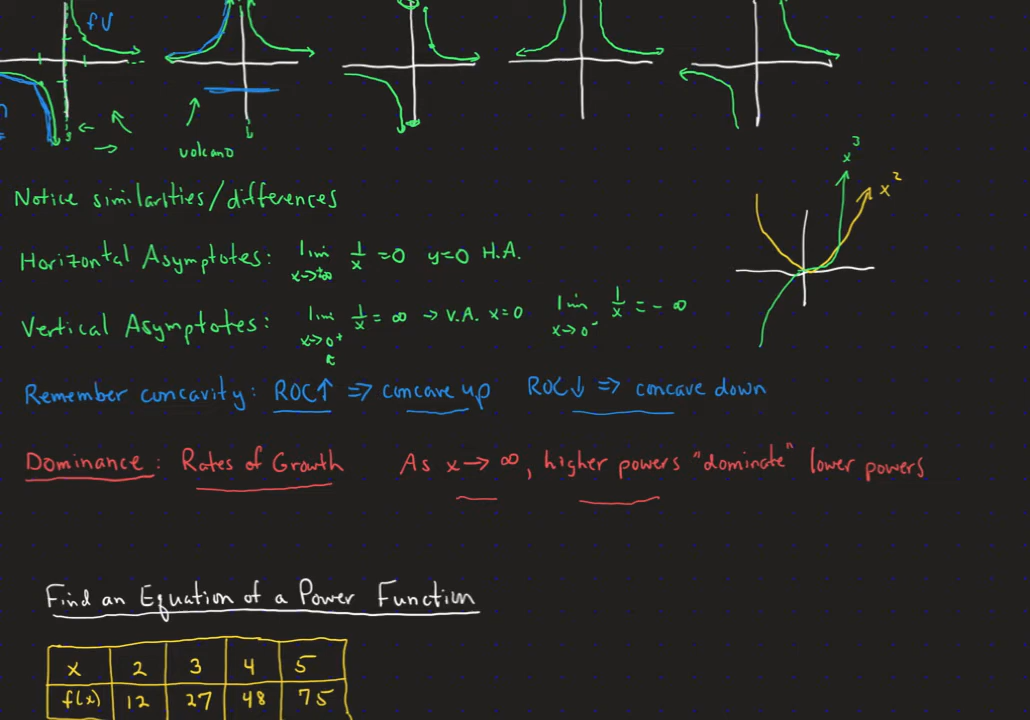 fV
volcano
x³
x²
Notice similarities/differences
Horizontal Asymptotes: lim x→±∞ 1/x = 0 y=0 H.A.
Vertical Asymptotes: lim x→0⁺ 1/x = ∞ → V.A. x=0 lim x→0⁻ 1/x = -∞
Remember concavity: ROC↑ => concave up ROC↓ => concave down
Dominance: Rates of Growth As x→∞, higher powers "dominate" lower powers
Find an Equation of a Power Function
x 2 3 4 5
f(x) 12 27 48 75